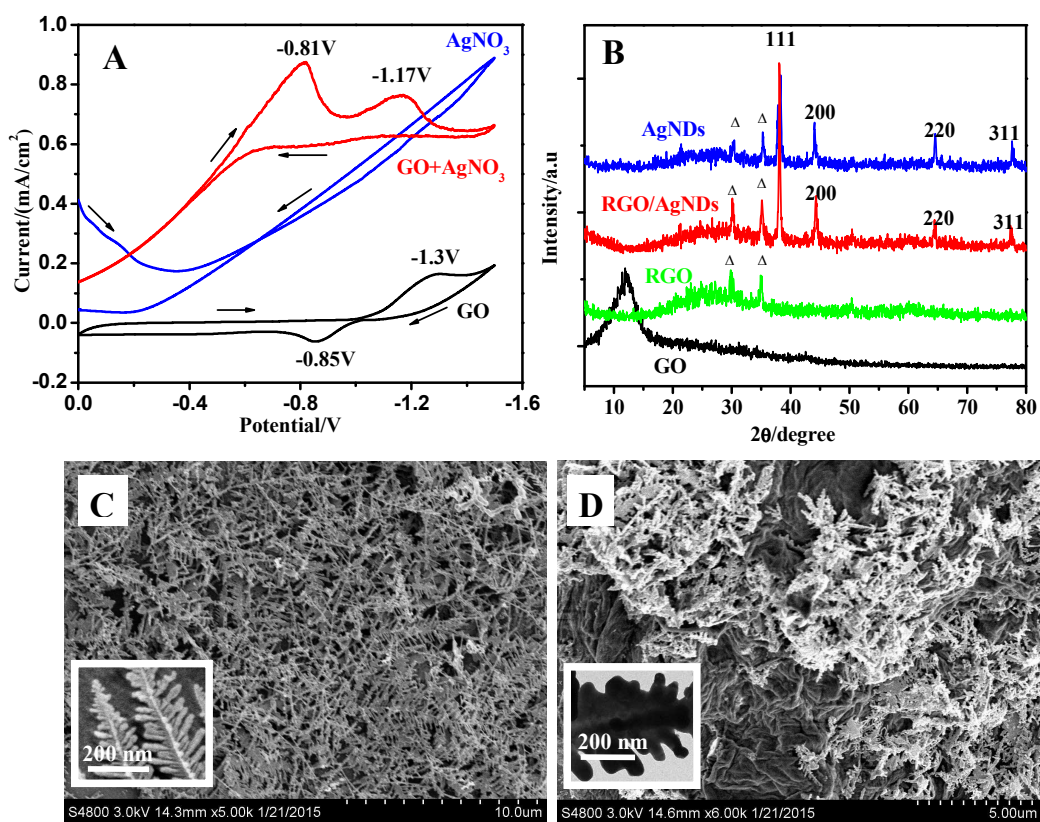 A
AgNO3
-0.81V
-1.17V
GO+AgNO3
-1.3V
GO
-0.85V
Current/(mA/cm2)
1.0
0.8
0.6
0.4
0.2
0.0
-0.2
0.0
-0.4
-0.8
-1.2
-1.6
Potential/V
B
111
AgNDs
Δ
Δ
200
220
311
RGO/AgNDs
Δ
Δ
200
220
311
RGO
Δ
Δ
GO
Intensity/a.u
10
20
30
40
50
60
70
80
2θ/degree
C
200 nm
S4800 3.0kV 14.3mm x5.00k 1/21/2015
10.0um
D
200 nm
S4800 3.0kV 14.6mm x6.00k 1/21/2015
5.00um